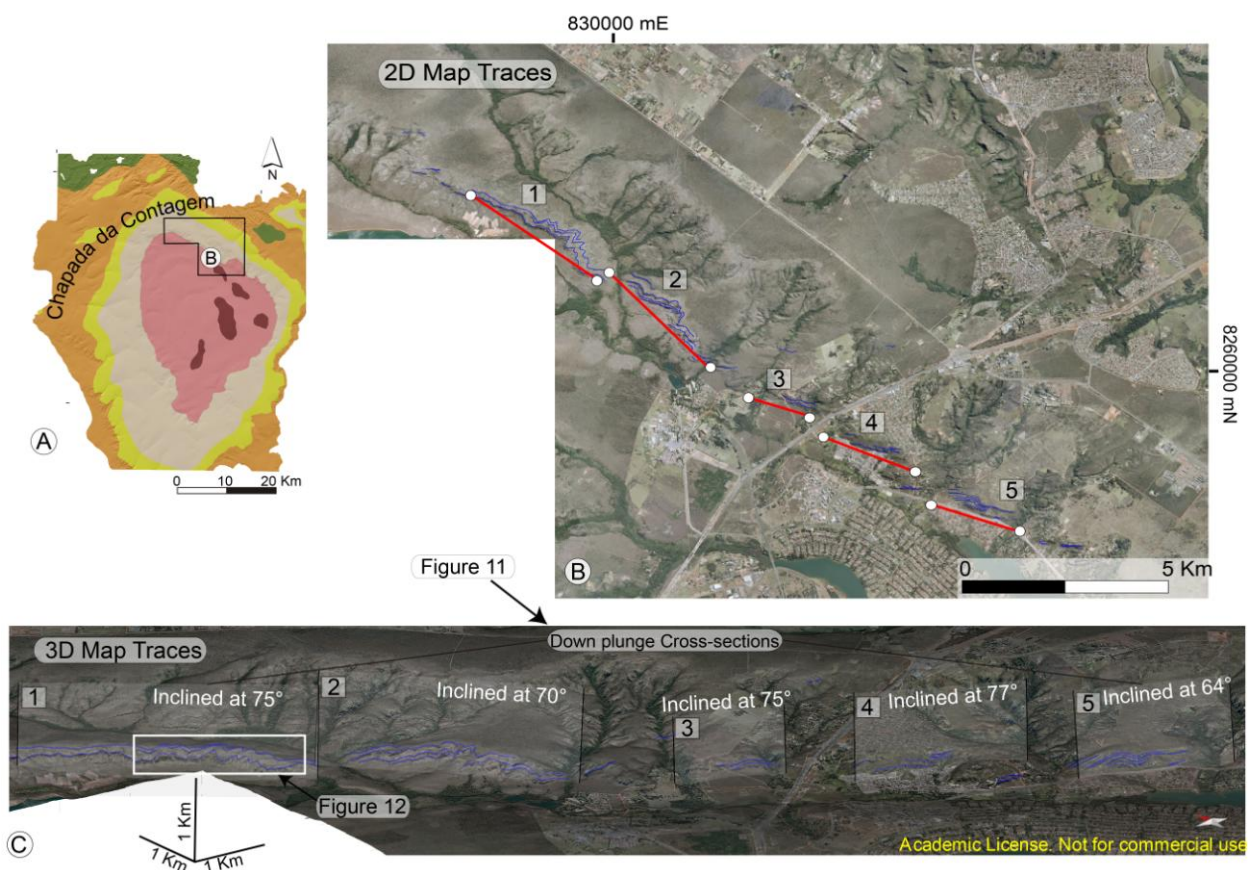 830000 mE
2D Map Traces
N
Chapada da Contagem
B
A
0 10 20 Km
1
2
3
4
5
8260000 mN
B
0 5 Km
Figure 11
3D Map Traces
Down plunge Cross-sections
1
Inclined at 75°
2
Inclined at 70°
Inclined at 75°
3
4
Inclined at 77°
5
Inclined at 64°
Figure 12
1 Km
1 Km
1 Km
C
Academic License. Not for commercial use